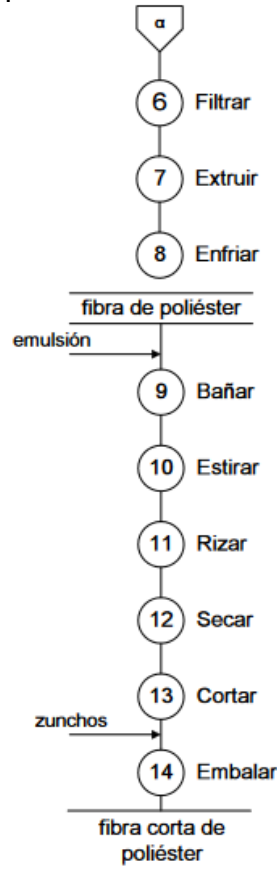 α
6 Filtrar
7 Extruir
8 Enfriar
fibra de poliéster
emulsión
9 Bañar
10 Estirar
11 Rizar
12 Secar
13 Cortar
zunchos
14 Embalar
fibra corta de
poliéster